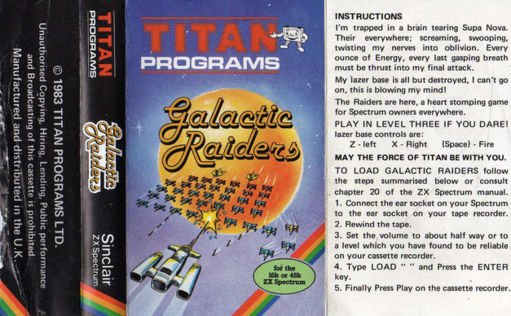 © 1983 TITAN PROGRAMS LTD.
Unauthorised Copying, Hiring, Lending, Public performance
and Broadcasting of this cassette is prohibited
Manufactured and distributed in the U.K
TITAN
PROGRAMS
Galactic
Raiders
Sinclair
ZX Spectrum
TITAN
PROGRAMS
Galactic
Raiders
for the
16k or 48k
ZX Spectrum
INSTRUCTIONS
I'm trapped in a brain tearing Supa Nova.
Their everywhere; screaming, swooping,
twisting my nerves into oblivion. Every
ounce of Energy, every last gasping breath
must be thrust into my final attack.
My lazer base is all but destroyed, I can't go
on, this is blowing my mind!
The Raiders are here, a heart stomping game
for Spectrum owners everywhere.
PLAY IN LEVEL THREE IF YOU DARE!
lazer base controls are:
Z - left X - Right (Space) - Fire
MAY THE FORCE OF TITAN BE WITH YOU.
TO LOAD GALACTIC RAIDERS follow
the steps summarised below or consult
chapter 20 of the ZX Spectrum manual.
1. Connect the ear socket on your Spectrum
to the ear socket on your tape recorder.
2. Rewind the tape.
3. Set the volume to about half way or to
a level which you have found to be reliable
on your cassette recorder.
4. Type LOAD " " and Press the ENTER
key.
5. Finally Press Play on the cassette recorder.